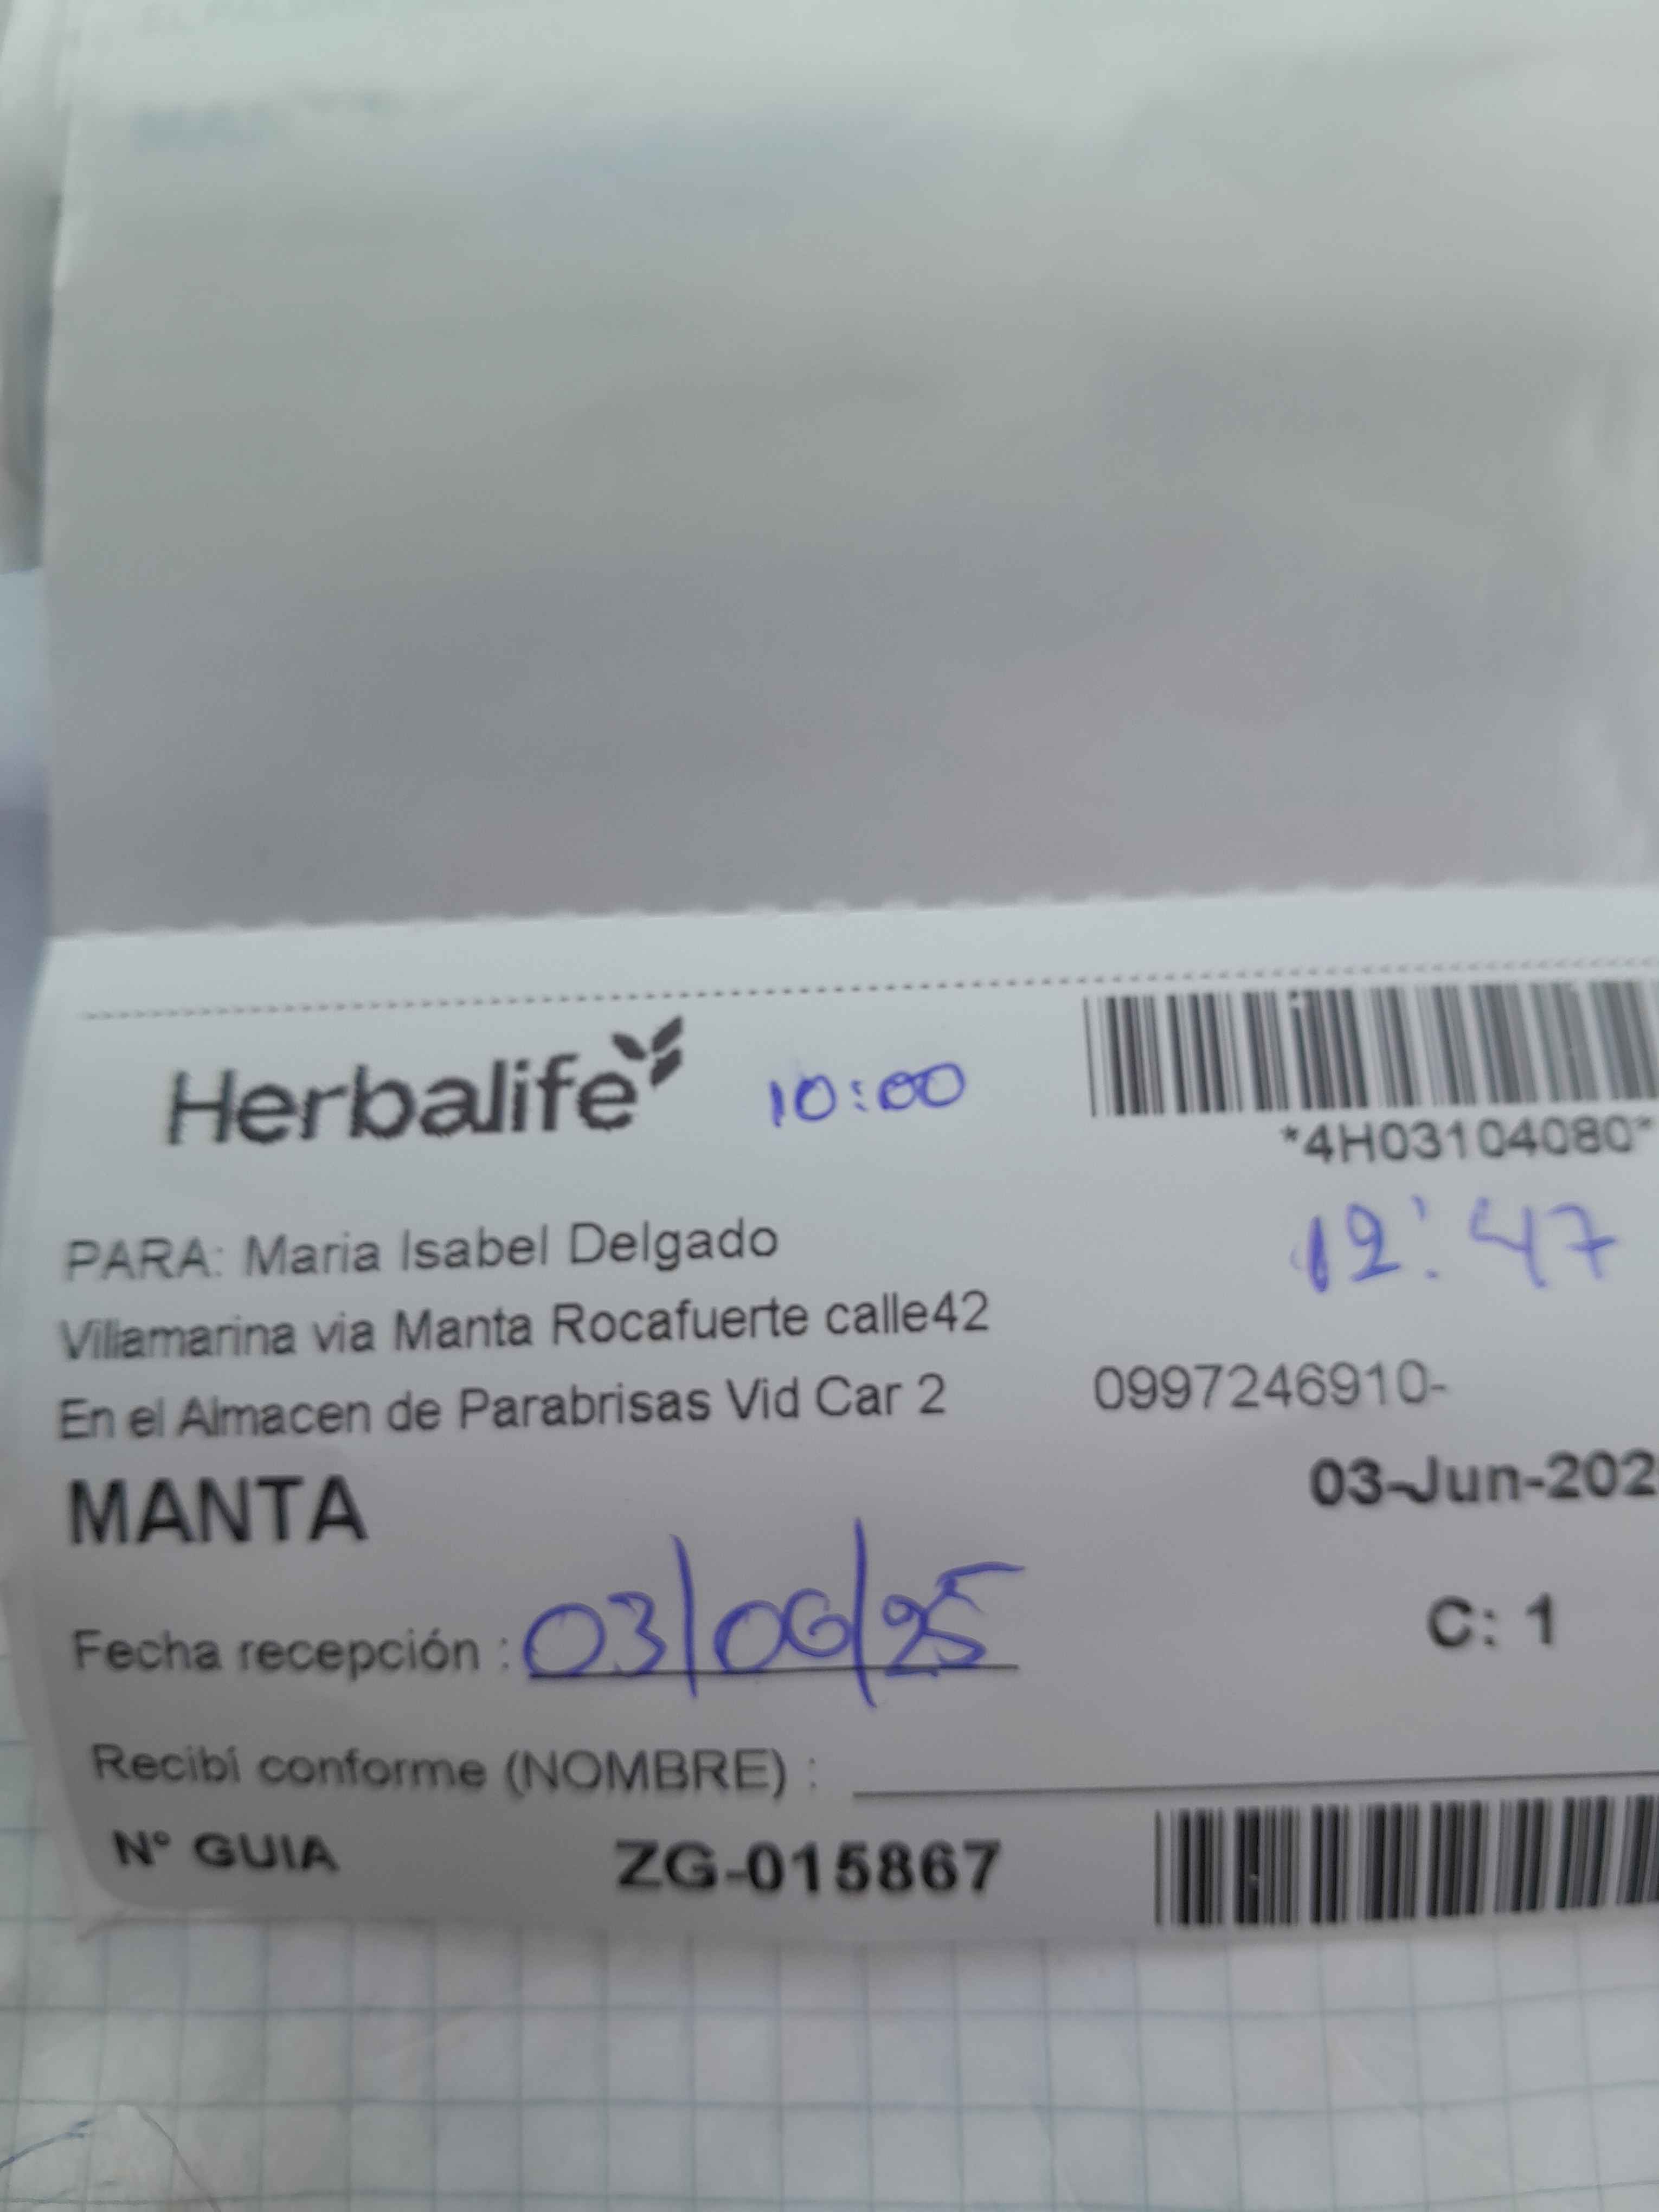 Herbalife 10:00
*4H03104080*
PARA: Maria Isabel Delgado
12:47
Villamarina via Manta Rocafuerte calle42
En el Almacen de Parabrisas Vid Car 2 0997246910-
MANTA 03-Jun-202
Fecha recepción : 03/06/25 C: 1
Recibí conforme (NOMBRE) :
N° GUIA ZG-015867